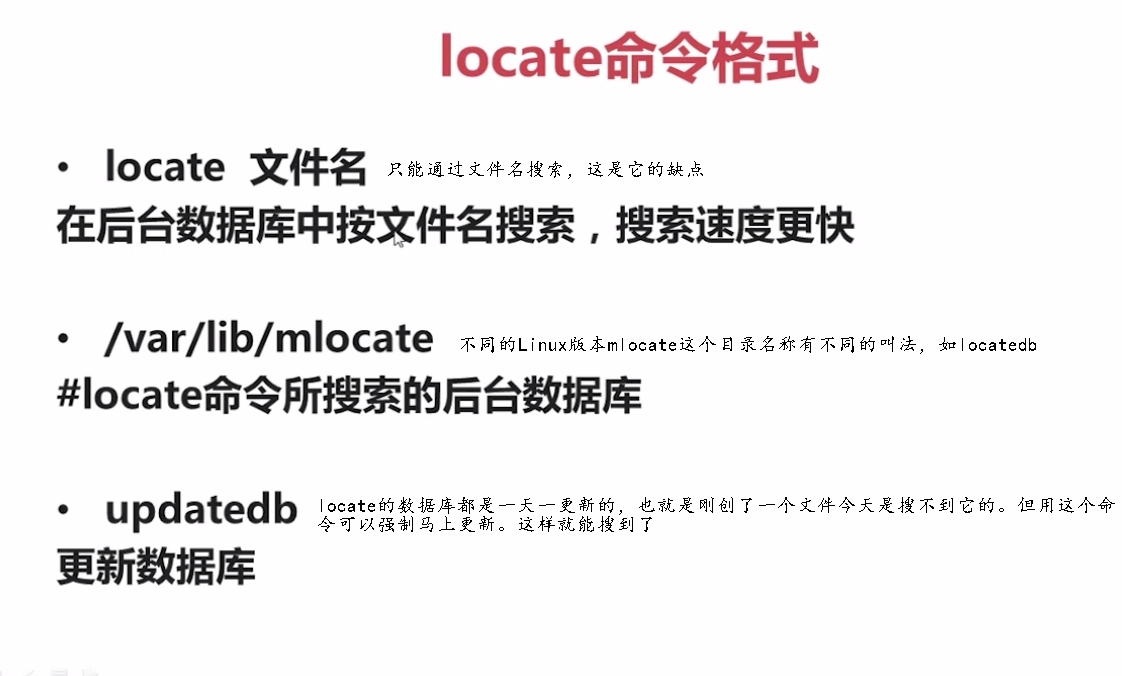 locate命令格式
• locate 文件名 只能通过文件名搜索，这是它的缺点
在后台数据库中按文件名搜索，搜索速度更快
• /var/lib/mlocate 不同的Linux版本mlocate这个目录名称有不同的叫法，如locatedb
#locate命令所搜索的后台数据库
• updatedb locate的数据库都是一天一更新的，也就是刚创了一个文件今天是搜不到它的。但用这个命
令可以强制马上更新。这样就能搜到了
更新数据库